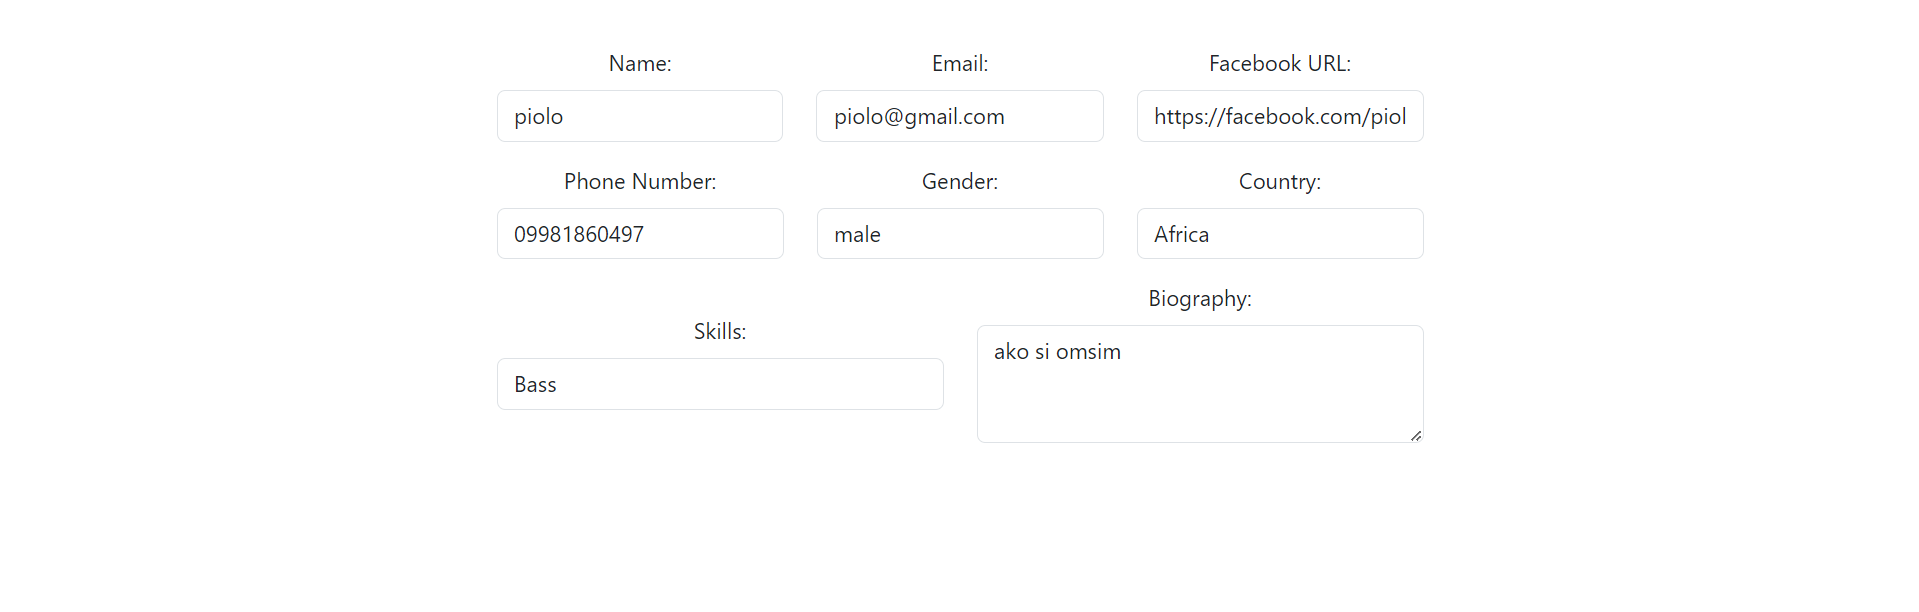 Name:
Email:
Facebook URL:
piolo
piolo@gmail.com
https://facebook.com/piol
Phone Number:
Gender:
Country:
09981860497
male
Africa
Biography:
Skills:
ako si omsim
Bass